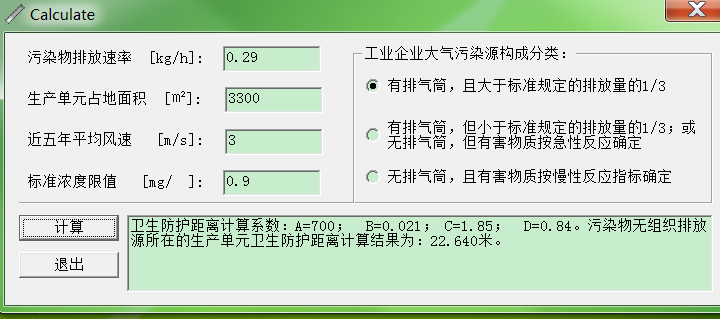 Calculate
污染物排放速率 [kg/h]: 0.29
生产单元占地面积 [m²]: 3300
近五年平均风速 [m/s]: 3
标准浓度限值 [mg/ ]: 0.9
工业企业大气污染源构成分类:
有排气筒，且大于标准规定的排放量的1/3
有排气筒，但小于标准规定的排放量的1/3；或
无排气筒，但有害物质按急性反应确定
无排气筒，且有害物质按慢性反应指标确定
计算
退出
卫生防护距离计算系数: A=700; B=0.021; C=1.85; D=0.84。污染物无组织排放
源所在的生产单元卫生防护距离计算结果为: 22.640米。